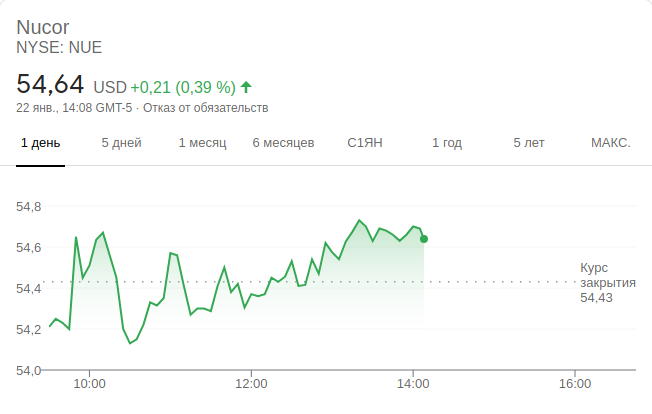 Nucor
NYSE: NUE
54,64 USD +0,21 (0,39 %)
22 янв., 14:08 GMT-5 · Отказ от обязательств
1 день 5 дней 1 месяц 6 месяцев С1ЯН 1 год 5 лет МАКС.
54,8
54,6
54,4
54,2
54,0
Курс
закрытия
54,43
10:00 12:00 14:00 16:00